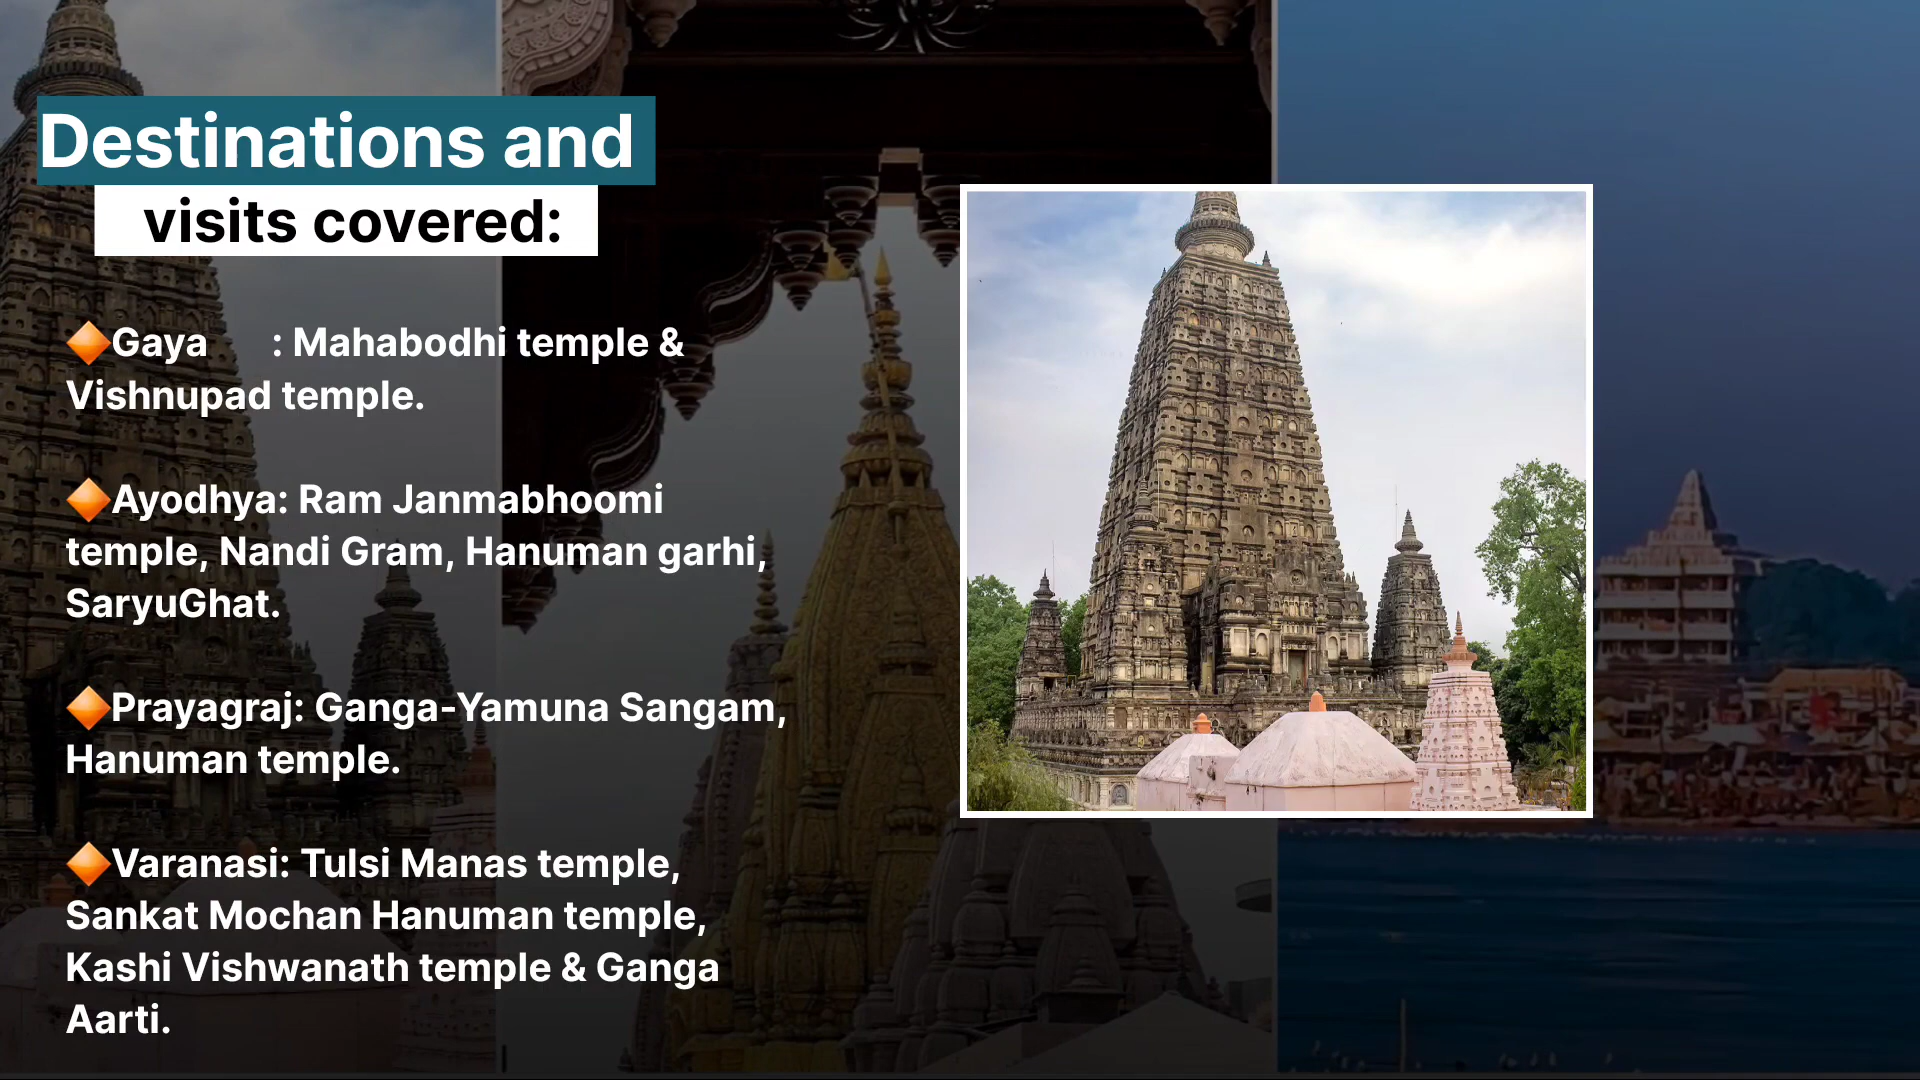 Destinations and
visits covered:
🔶Gaya : Mahabodhi temple &
Vishnupad temple.
🔶Ayodhya: Ram Janmabhoomi
temple, Nandi Gram, Hanuman garhi,
SaryuGhat.
🔶Prayagraj: Ganga-Yamuna Sangam,
Hanuman temple.
🔶Varanasi: Tulsi Manas temple,
Sankat Mochan Hanuman temple,
Kashi Vishwanath temple & Ganga
Aarti.